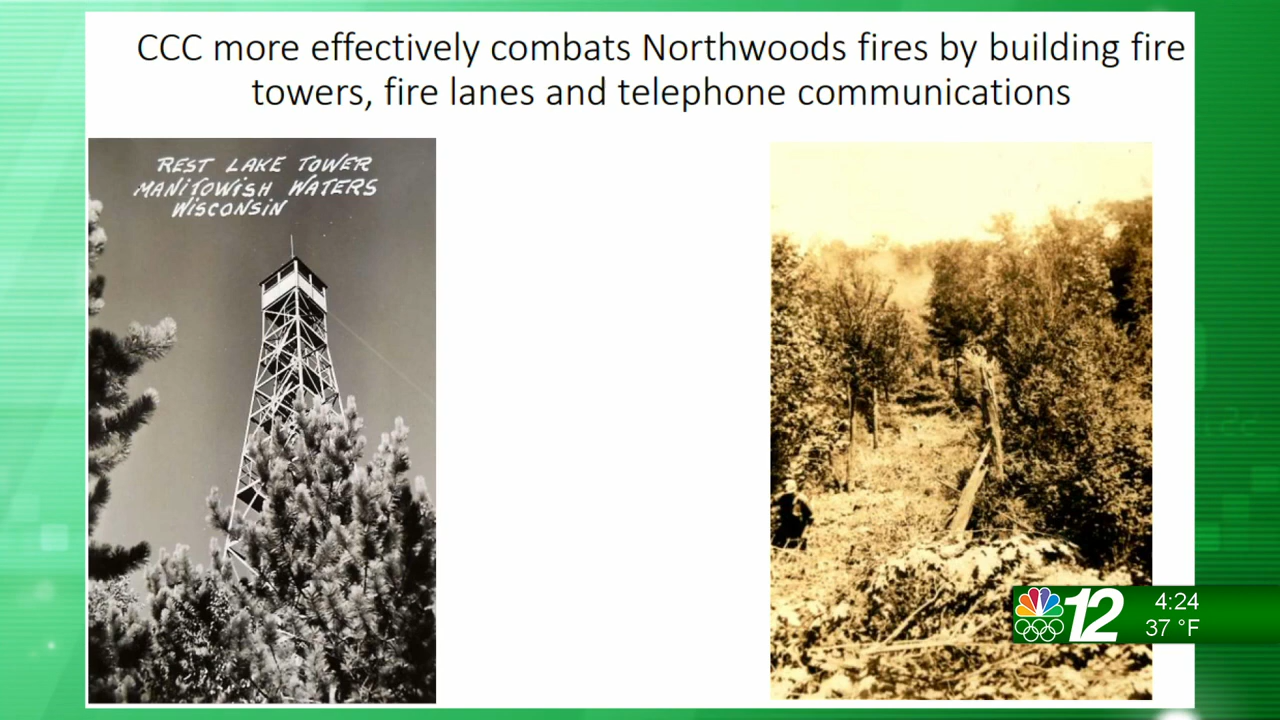 CCC more effectively combats Northwoods fires by building fire
towers, fire lanes and telephone communications
REST LAKE TOWER
MANITOWISH WATERS
WISCONSIN
12
4:24
37 °F